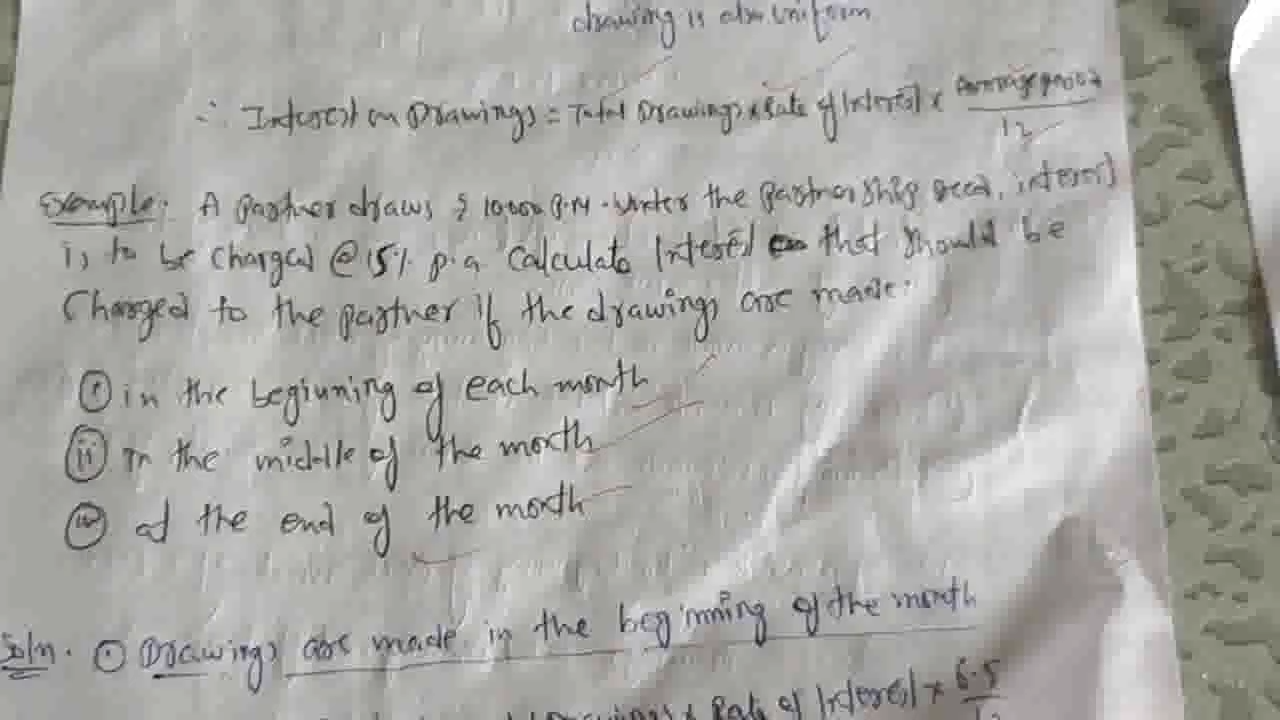 drawing is also uniform
∴ Interest on Drawings = Total Drawings x Rate of Interest x Average period
12
Example: A partner draws ₹ 10000 P.M. Under the partnership deed, interest
is to be charged @ 15% p.a calculate Interest that should be
Charged to the partner if the drawings are made:
(i) in the beginning of each month
(ii) In the middle of the month
(iii) at the end of the month
Soln. (i) Drawings are made in the beginning of the month
Drawings x Rate of Interest x 6.5